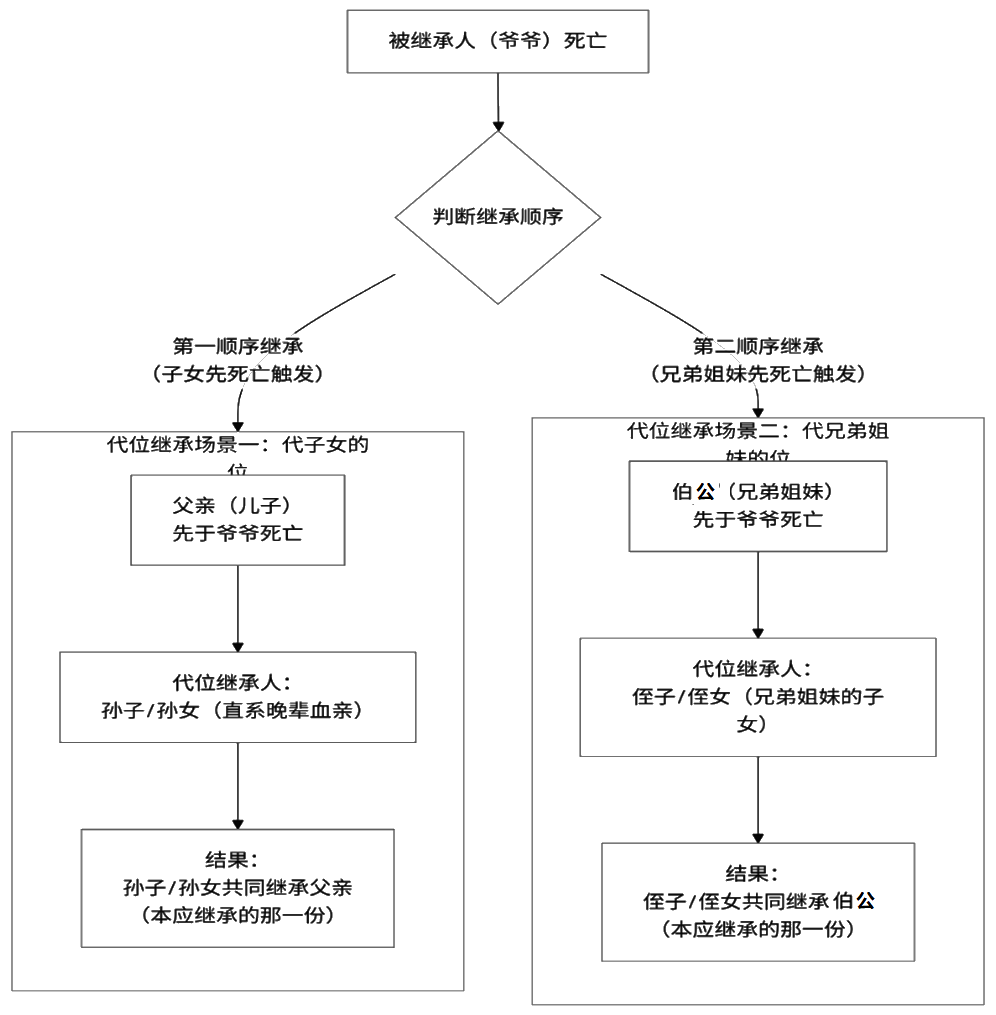 被继承人（爷爷）死亡
判断继承顺序
第一顺序继承
（子女先死亡触发）
第二顺序继承
（兄弟姐妹先死亡触发）
代位继承场景一：代子女的
位
父亲（儿子）
先于爷爷死亡
代位继承人：
孙子/孙女（直系晚辈血亲）
结果：
孙子/孙女共同继承父亲
（本应继承的那一份）
代位继承场景二：代兄弟姐
妹的位
伯公（兄弟姐妹）
先于爷爷死亡
代位继承人：
侄子/侄女（兄弟姐妹的子
女）
结果：
侄子/侄女共同继承伯公
（本应继承的那一份）